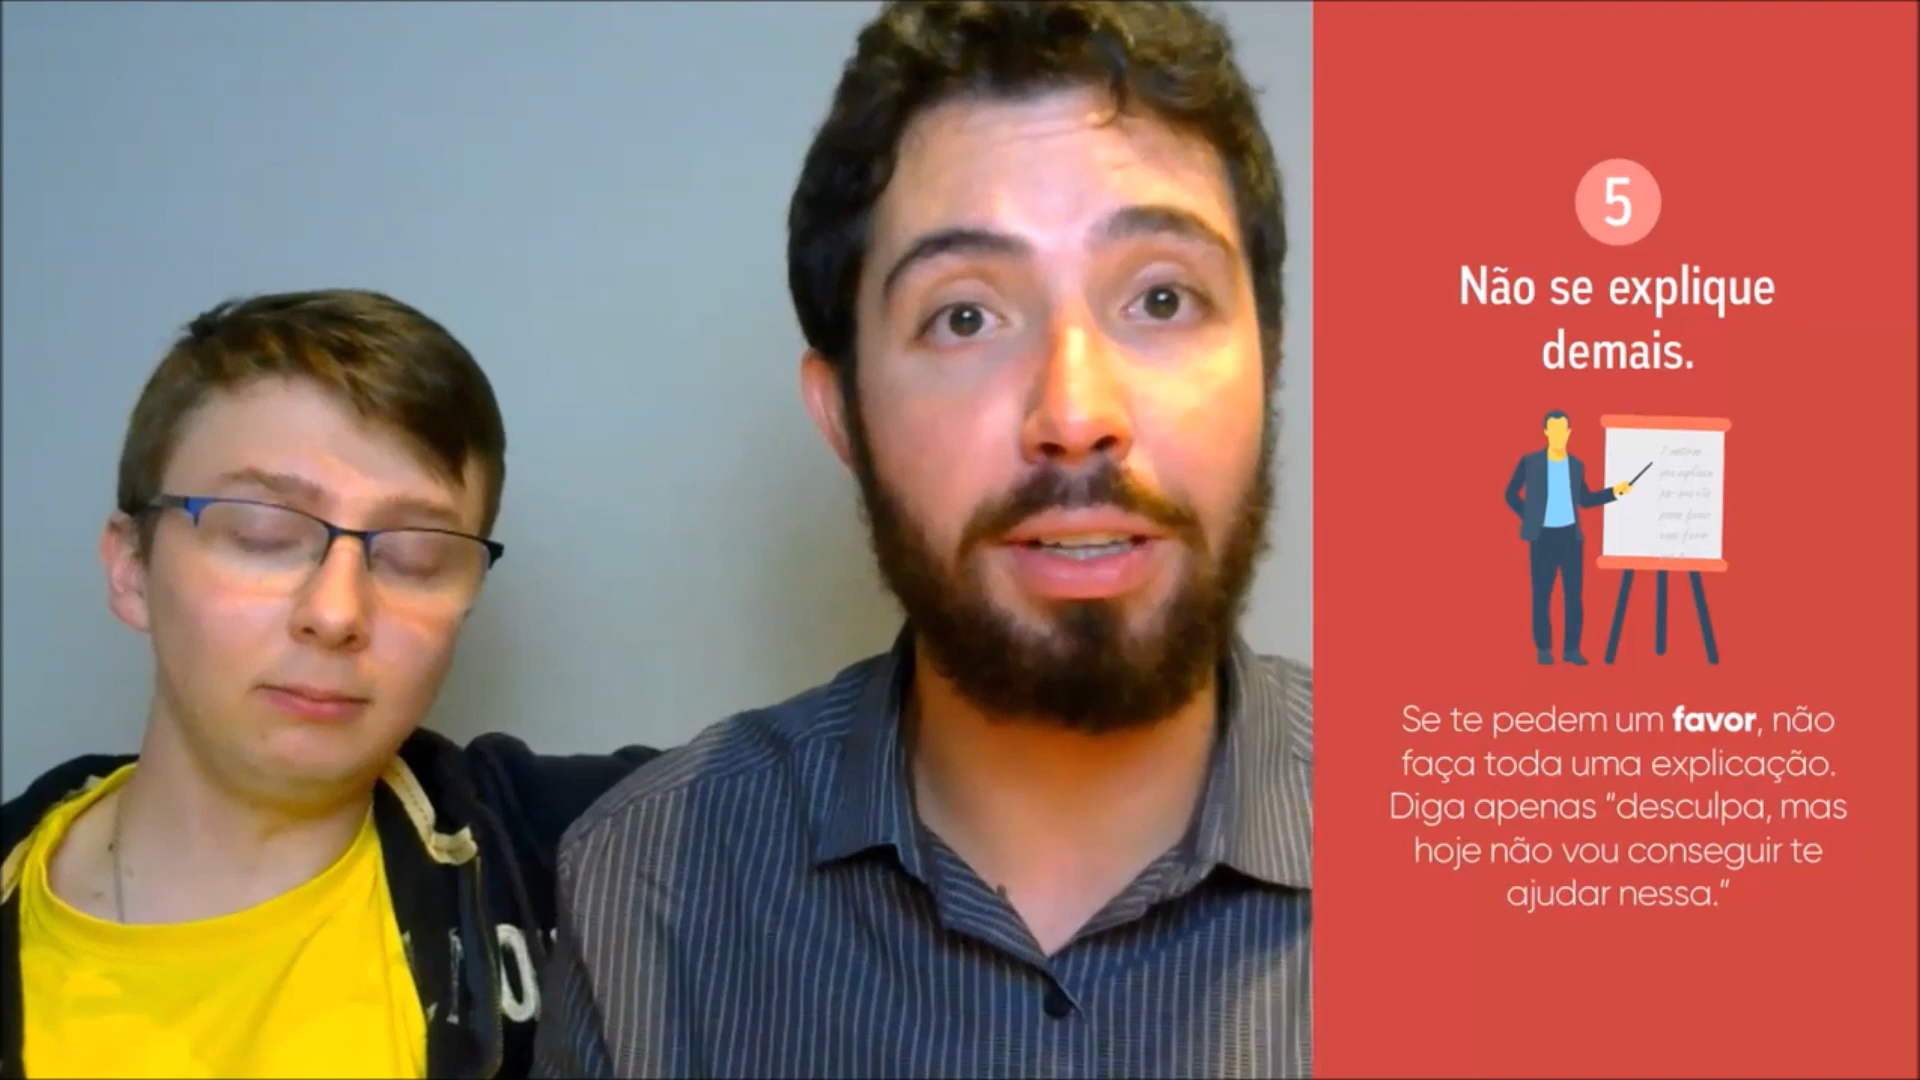 5
Não se explique
demais.
Se te pedem um favor, não
faça toda uma explicação.
Diga apenas “desculpa, mas
hoje não vou conseguir te
ajudar nessa.”